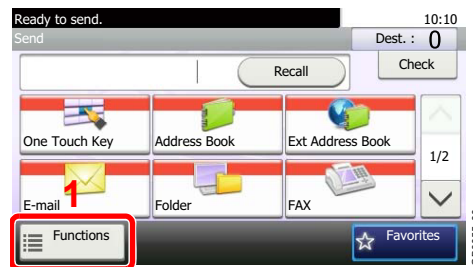 Ready to send.
10:10
Send
Dest. : 0
Recall
Check
One Touch Key
Address Book
Ext Address Book
1/2
E-mail
Folder
FAX
1
Functions
Favorites